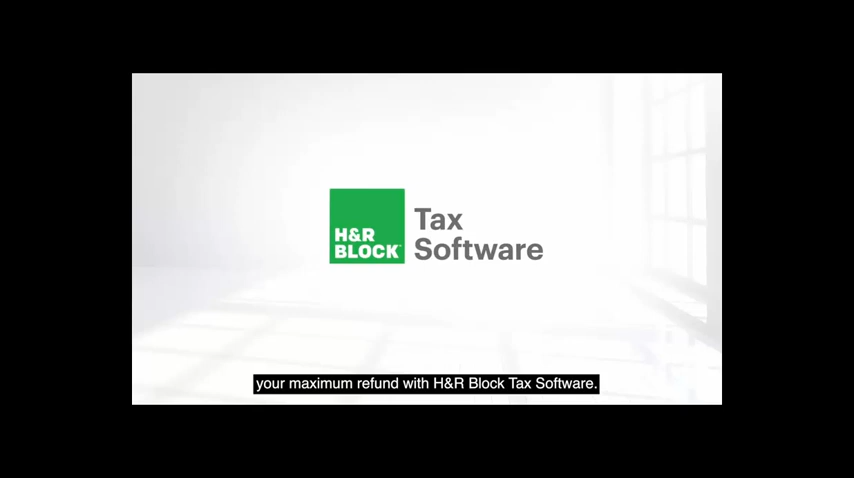 H&R
BLOCK
Tax
Software
your maximum refund with H&R Block Tax Software.